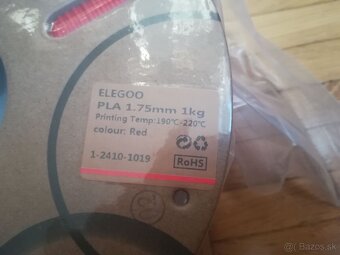 ELEGOO
PLA 1.75mm 1kg
Printing Temp:190℃-220℃
colour: Red
1-2410-1019
RoHS
bazos.sk